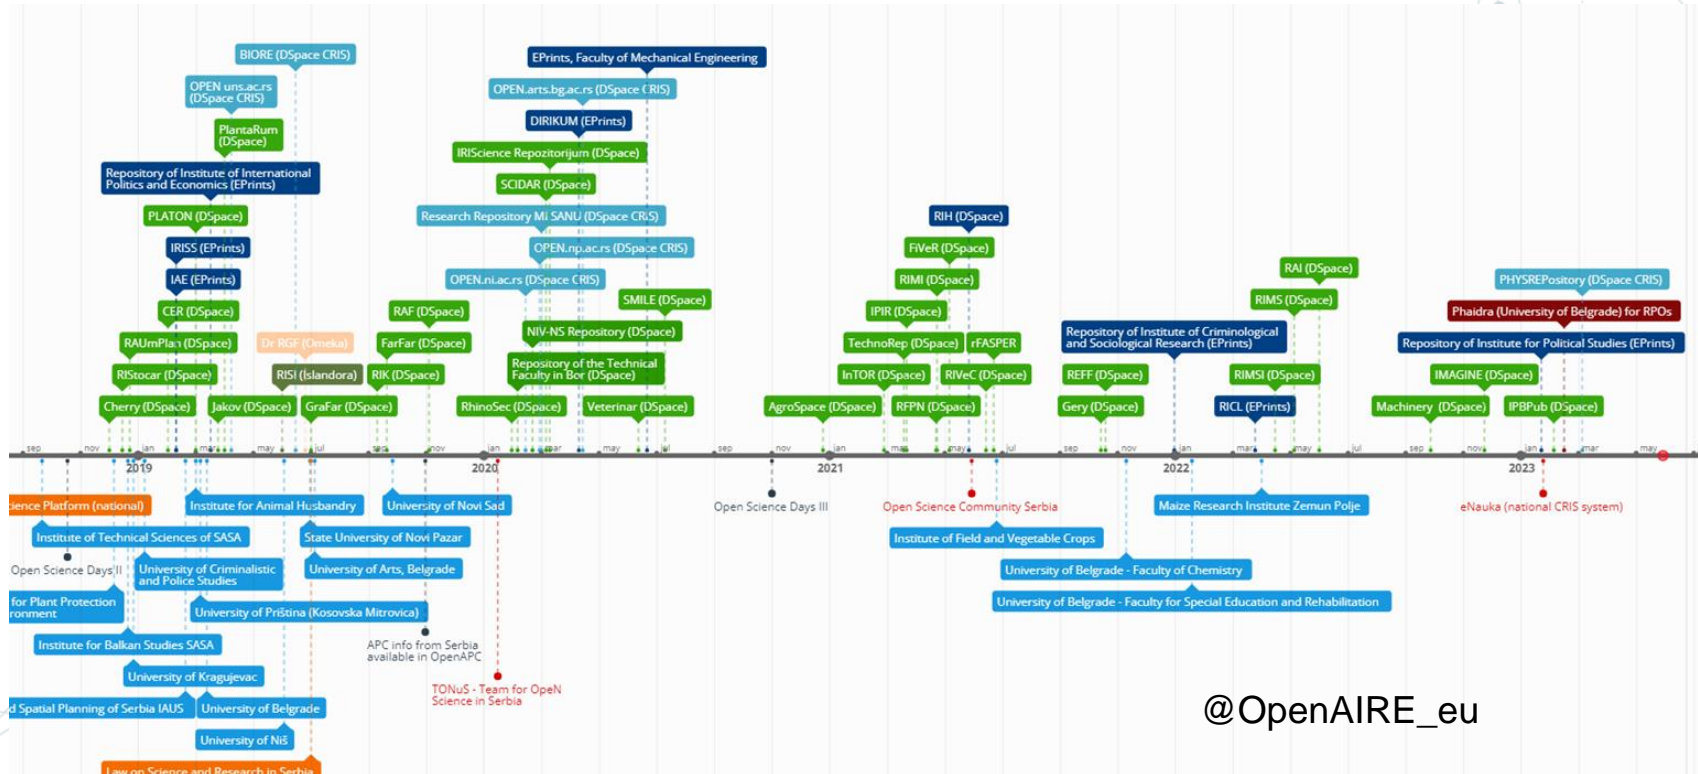 BIORE (DSpace CRIS)
EPrints, Faculty of Mechanical Engineering
OPEN uns.ac.rs
(DSpace CRIS)
OPEN.arts.bg.ac.rs (DSpace CRIS)
PlantaRum
(DSpace)
DIRIKUM (EPrints)
IRIScience Repozitorijum (DSpace)
Repository of Institute of International
Politics and Economics (EPrints)
SCIDAR (DSpace)
PLATON (DSpace)
Research Repository MI SANU (DSpace CRIS)
RIH (DSpace)
IRISS (EPrints)
OPEN.np.ac.rs (DSpace CRIS)
FiVeR (DSpace)
RAI (DSpace)
IAE (EPrints)
OPEN.ni.ac.rs (DSpace CRIS)
RIMI (DSpace)
PHYSREPository (DSpace CRIS)
SMILE (DSpace)
RIMS (DSpace)
CER (DSpace)
RAF (DSpace)
IPIR (DSpace)
Phaidra (University of Belgrade) for RPOs
NIV-NS Repository (DSpace)
Repository of Institute of Criminological
and Sociological Research (EPrints)
RAUmPlan (DSpace)
Dr RGF (Omeka)
FarFar (DSpace)
TechnoRep (DSpace)
rFASPER
Repository of Institute for Political Studies (EPrints)
Repository of the Technical
Faculty in Bor (DSpace)
RIStocar (DSpace)
RISI (Islandora)
RIK (DSpace)
InTOR (DSpace)
RIVeC (DSpace)
REFF (DSpace)
RIMSI (DSpace)
IMAGINE (DSpace)
Cherry (DSpace)
Jakov (DSpace)
GraFar (DSpace)
RhinoSec (DSpace)
Veterinar (DSpace)
AgroSpace (DSpace)
RFPN (DSpace)
Gery (DSpace)
RICL (EPrints)
Machinery (DSpace)
IPBPub (DSpace)
sep nov jan mar may jul sep nov jan mar may jul sep nov jan mar may jul sep nov jan mar may jul sep nov jan mar may
2019 2020 2021 2022 2023
cience Platform (national)
Institute for Animal Husbandry
University of Novi Sad
Open Science Days III
Open Science Community Serbia
Maize Research Institute Zemun Polje
eNauka (national CRIS system)
Institute of Technical Sciences of SASA
State University of Novi Pazar
Institute of Field and Vegetable Crops
Open Science Days II
University of Criminalistic
and Police Studies
University of Arts, Belgrade
University of Belgrade - Faculty of Chemistry
for Plant Protection
ronment
University of Priština (Kosovska Mitrovica)
University of Belgrade - Faculty for Special Education and Rehabilitation
Institute for Balkan Studies SASA
APC info from Serbia
available in OpenAPC
University of Kragujevac
TONuS - Team for OpeN
Science in Serbia
d Spatial Planning of Serbia IAUS
University of Belgrade
@OpenAIRE_eu
University of Niš
Law on Science and Research in Serbia